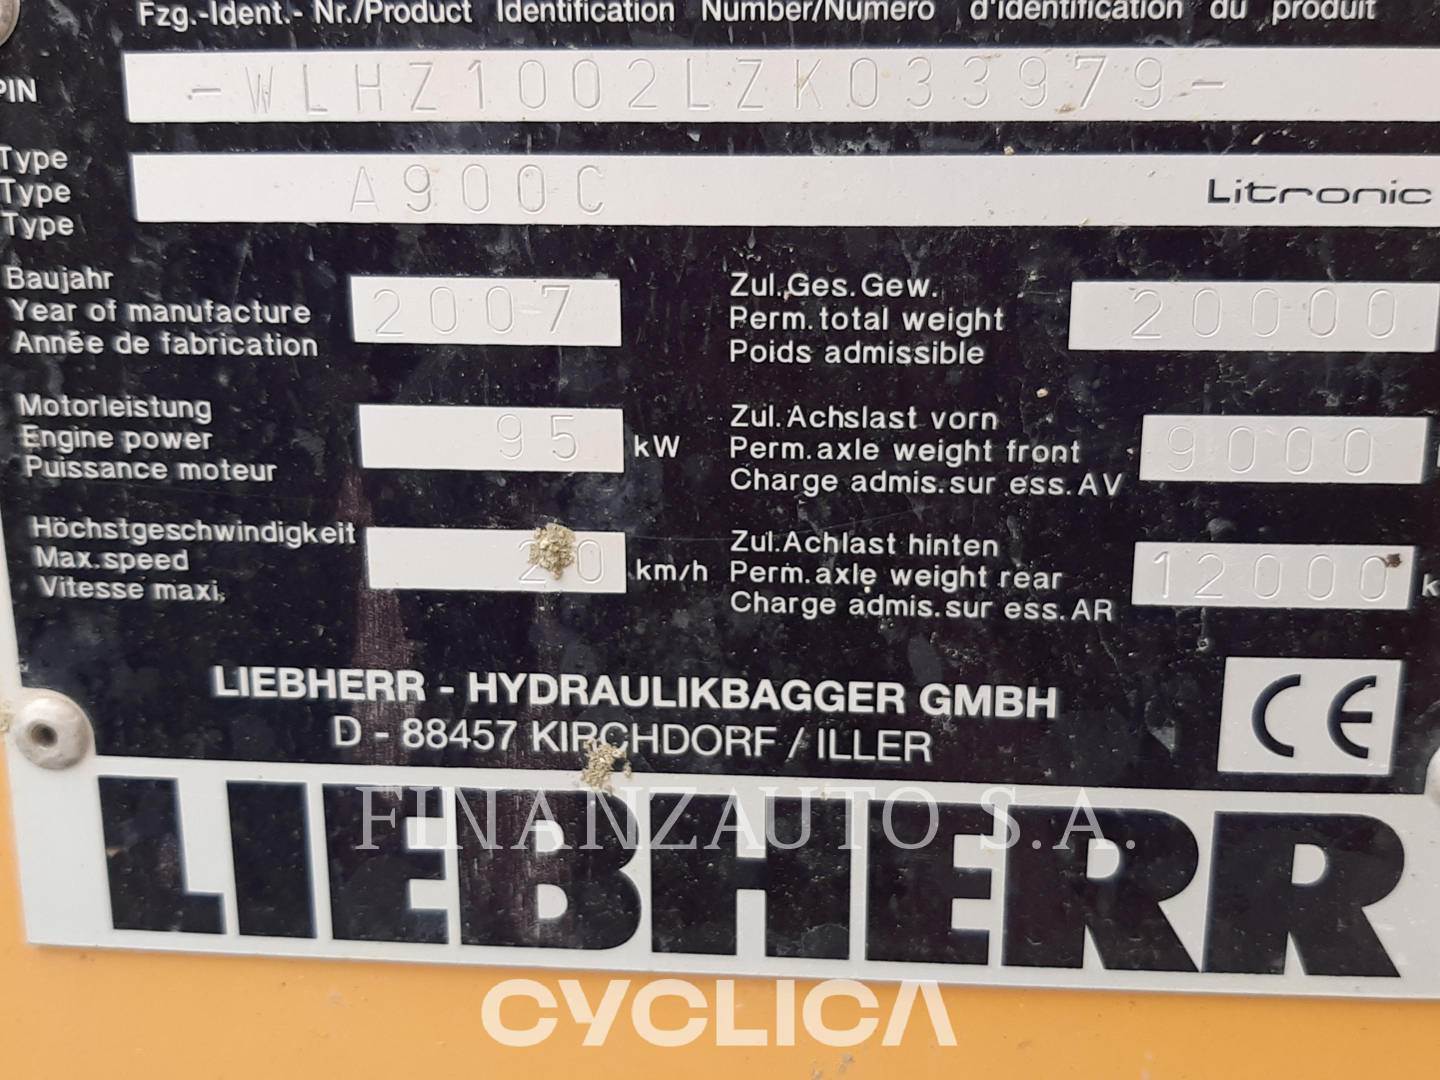 Fzg.-Ident.- Nr./Product Identification Number/Numéro d'identification du produit
PIN -WLHZ1002LZK033979-
Type
Type A900C Litronic
Type
Baujahr
Year of manufacture 2007
Année de fabrication
Zul.Ges.Gew.
Perm.total weight 20000
Poids admissible
Motorleistung
Engine power 95 kW
Puissance moteur
Zul.Achslast vorn
Perm.axle weight front 9000
Charge admis.sur ess.AV
Höchstgeschwindigkeit
Max.speed 20 km/h
Vitesse maxi.
Zul.Achlast hinten
Perm.axle weight rear 12000 k
Charge admis.sur ess.AR
LIEBHERR - HYDRAULIKBAGGER GMBH
D - 88457 KIRCHDORF / ILLER
CE
FINANZAUTO S.A.
LIEBHERR
CYCLICA